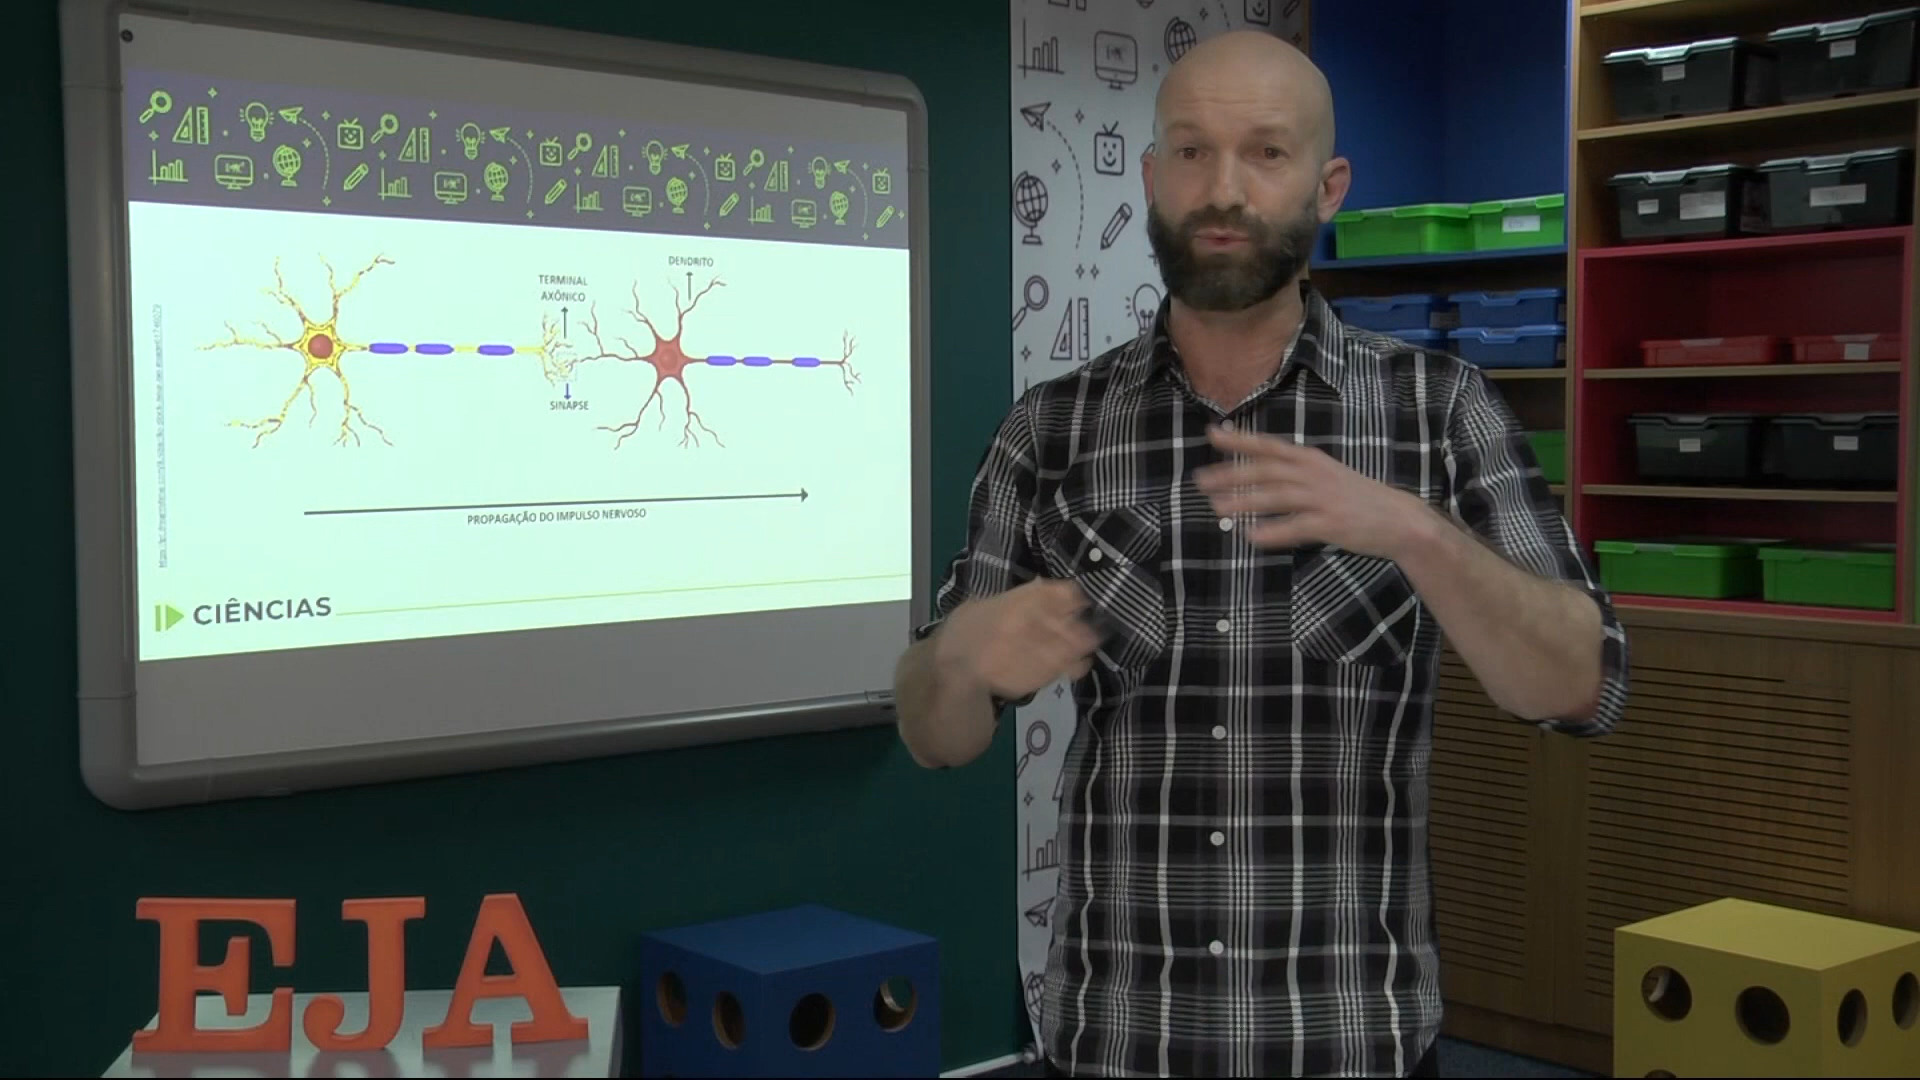 DENDRITO
TERMINAL
AXÔNICO
SINAPSE
PROPAGAÇÃO DO IMPULSO NERVOSO
CIÊNCIAS
EJA